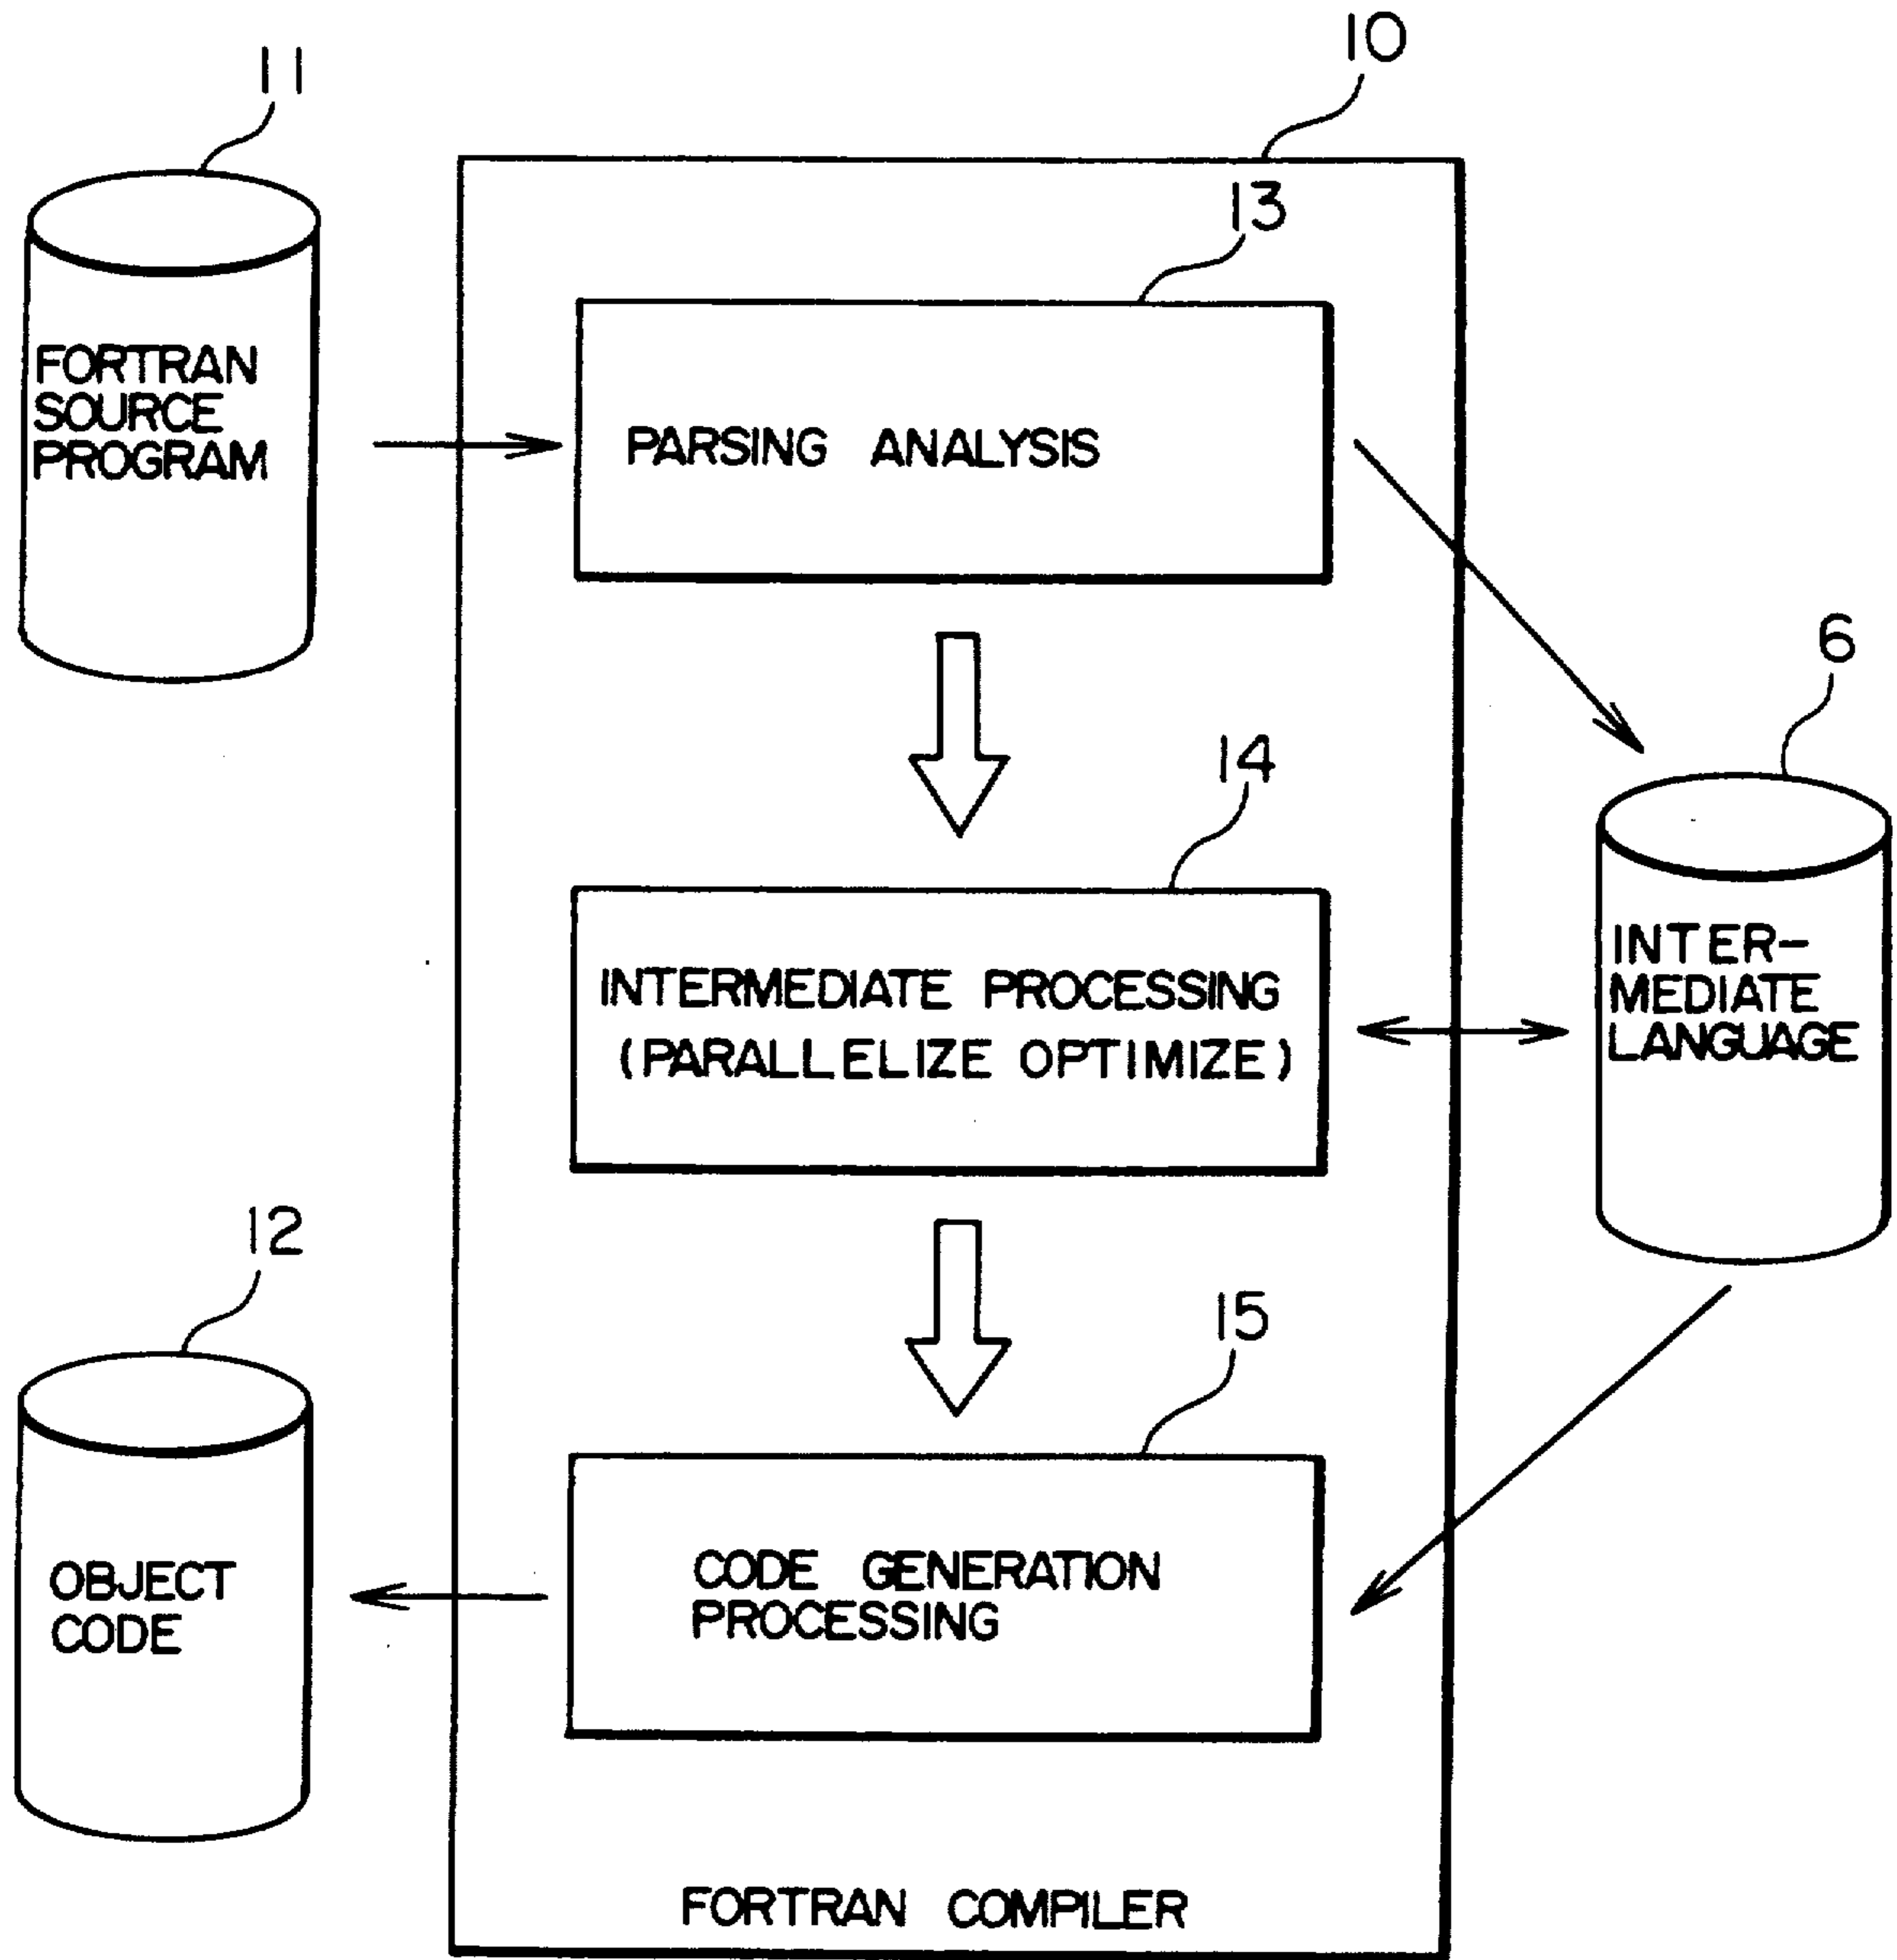 10
11
13
FORTRAN
SOURCE
PROGRAM
PARSING ANALYSIS
6
14
INTER-
MEDIATE
LANGUAGE
INTERMEDIATE PROCESSING
(PARALLELIZE OPTIMIZE)
12
15
OBJECT
CODE
CODE GENERATION
PROCESSING
FORTRAN COMPILER